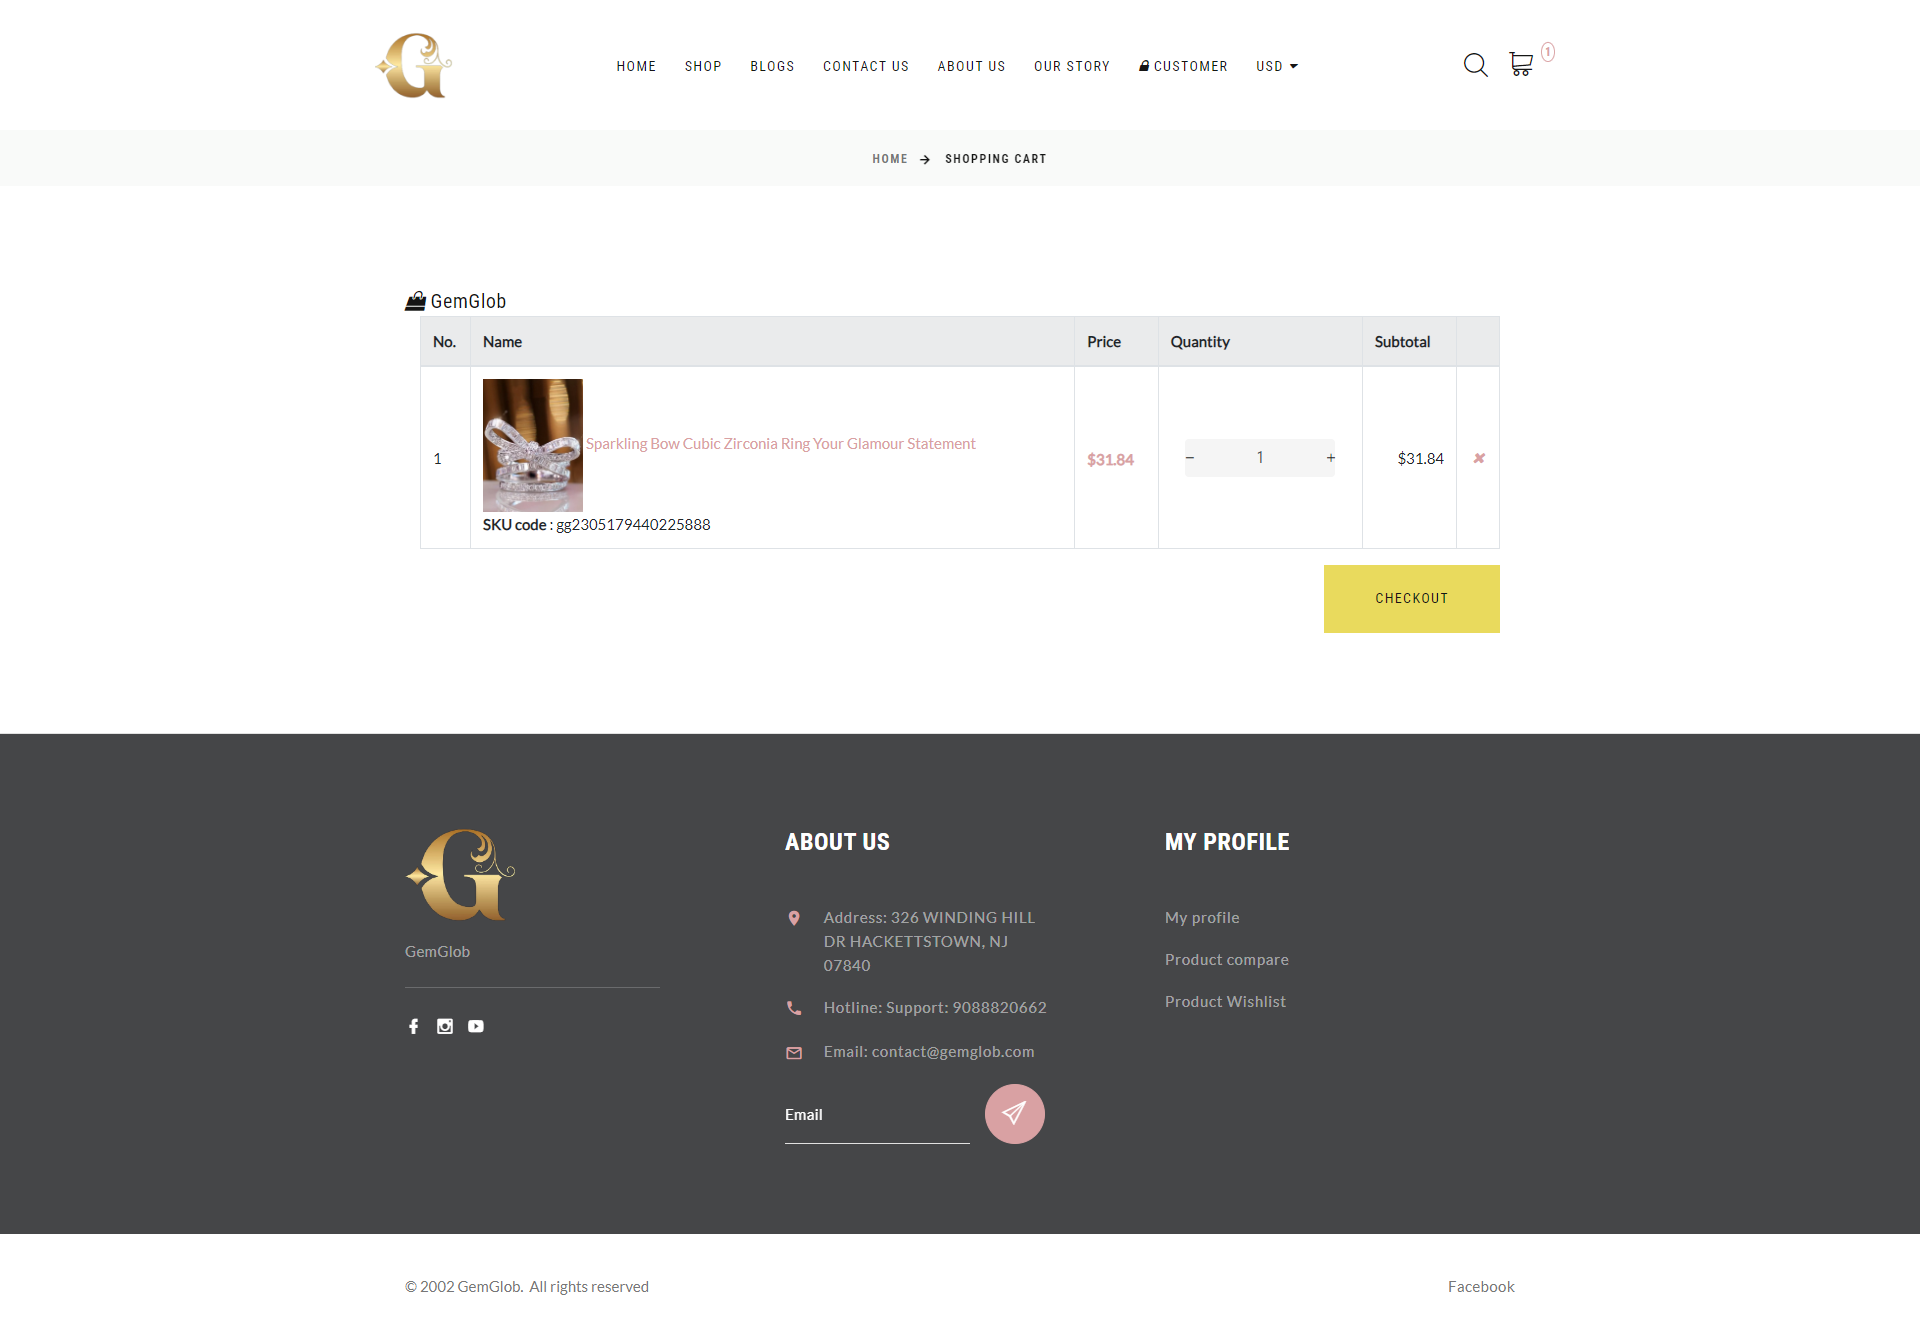 G
HOME SHOP BLOGS CONTACT US ABOUT US OUR STORY CUSTOMER USD
1
HOME SHOPPING CART
GemGlob
No. Name Price Quantity Subtotal
1 Sparkling Bow Cubic Zirconia Ring Your Glamour Statement $31.84 − 1 + $31.84
SKU code : gg2305179440225888
CHECKOUT
G
GemGlob
ABOUT US
Address: 326 WINDING HILL
DR HACKETTSTOWN, NJ
07840
Hotline: Support: 9088820662
Email: contact@gemglob.com
Email
MY PROFILE
My profile
Product compare
Product Wishlist
© 2002 GemGlob. All rights reserved
Facebook